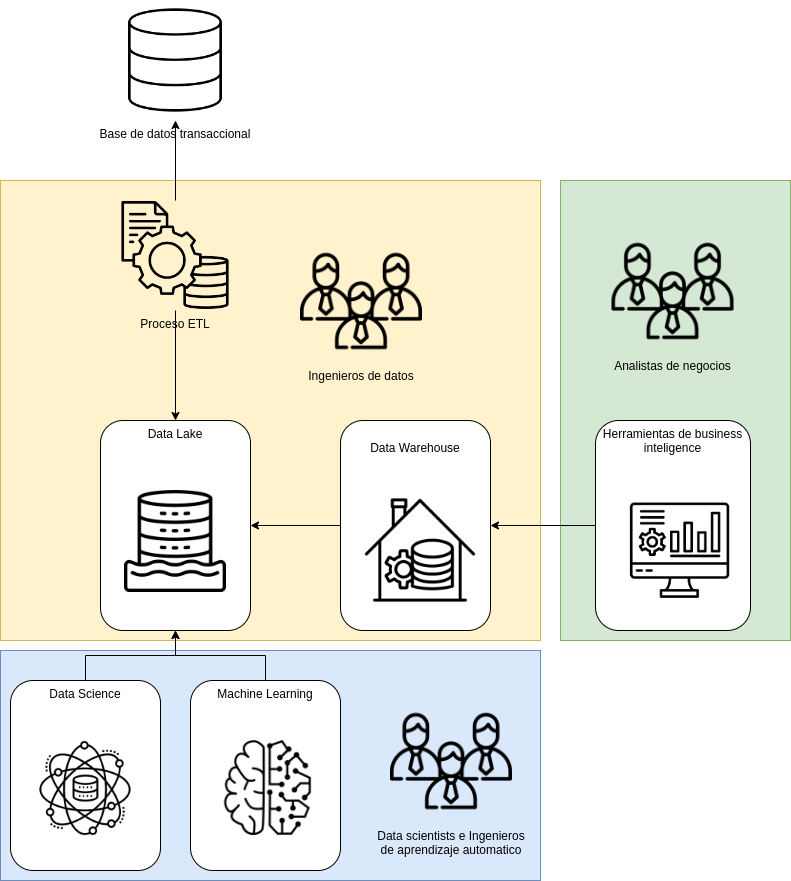 Base de datos transaccional
Proceso ETL
Ingenieros de datos
Analistas de negocios
Data Lake
Data Warehouse
Herramientas de business
inteligence
Data Science
Machine Learning
Data scientists e Ingenieros
de aprendizaje automatico